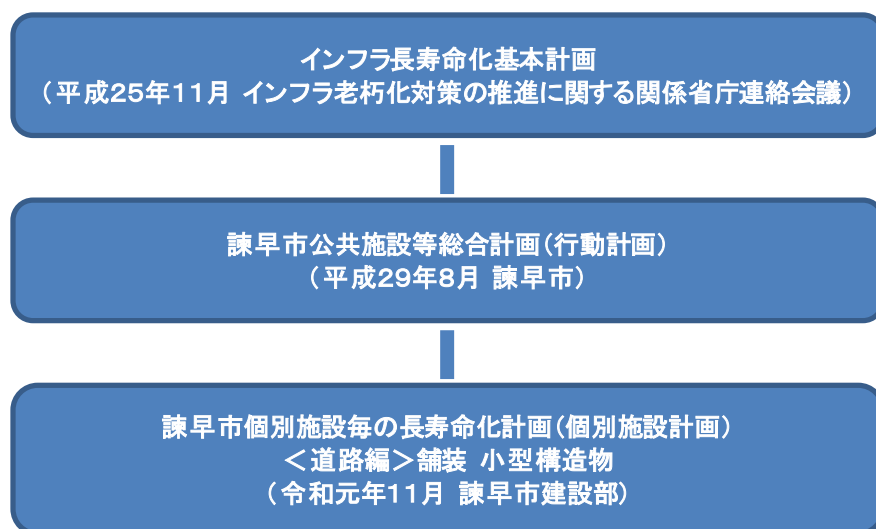 インフラ長寿命化基本計画
（平成25年11月 インフラ老朽化対策の推進に関する関係省庁連絡会議）
諫早市公共施設等総合計画（行動計画）
（平成29年8月 諫早市）
諫早市個別施設毎の長寿命化計画（個別施設計画）
＜道路編＞舗装 小型構造物
（令和元年11月 諫早市建設部）